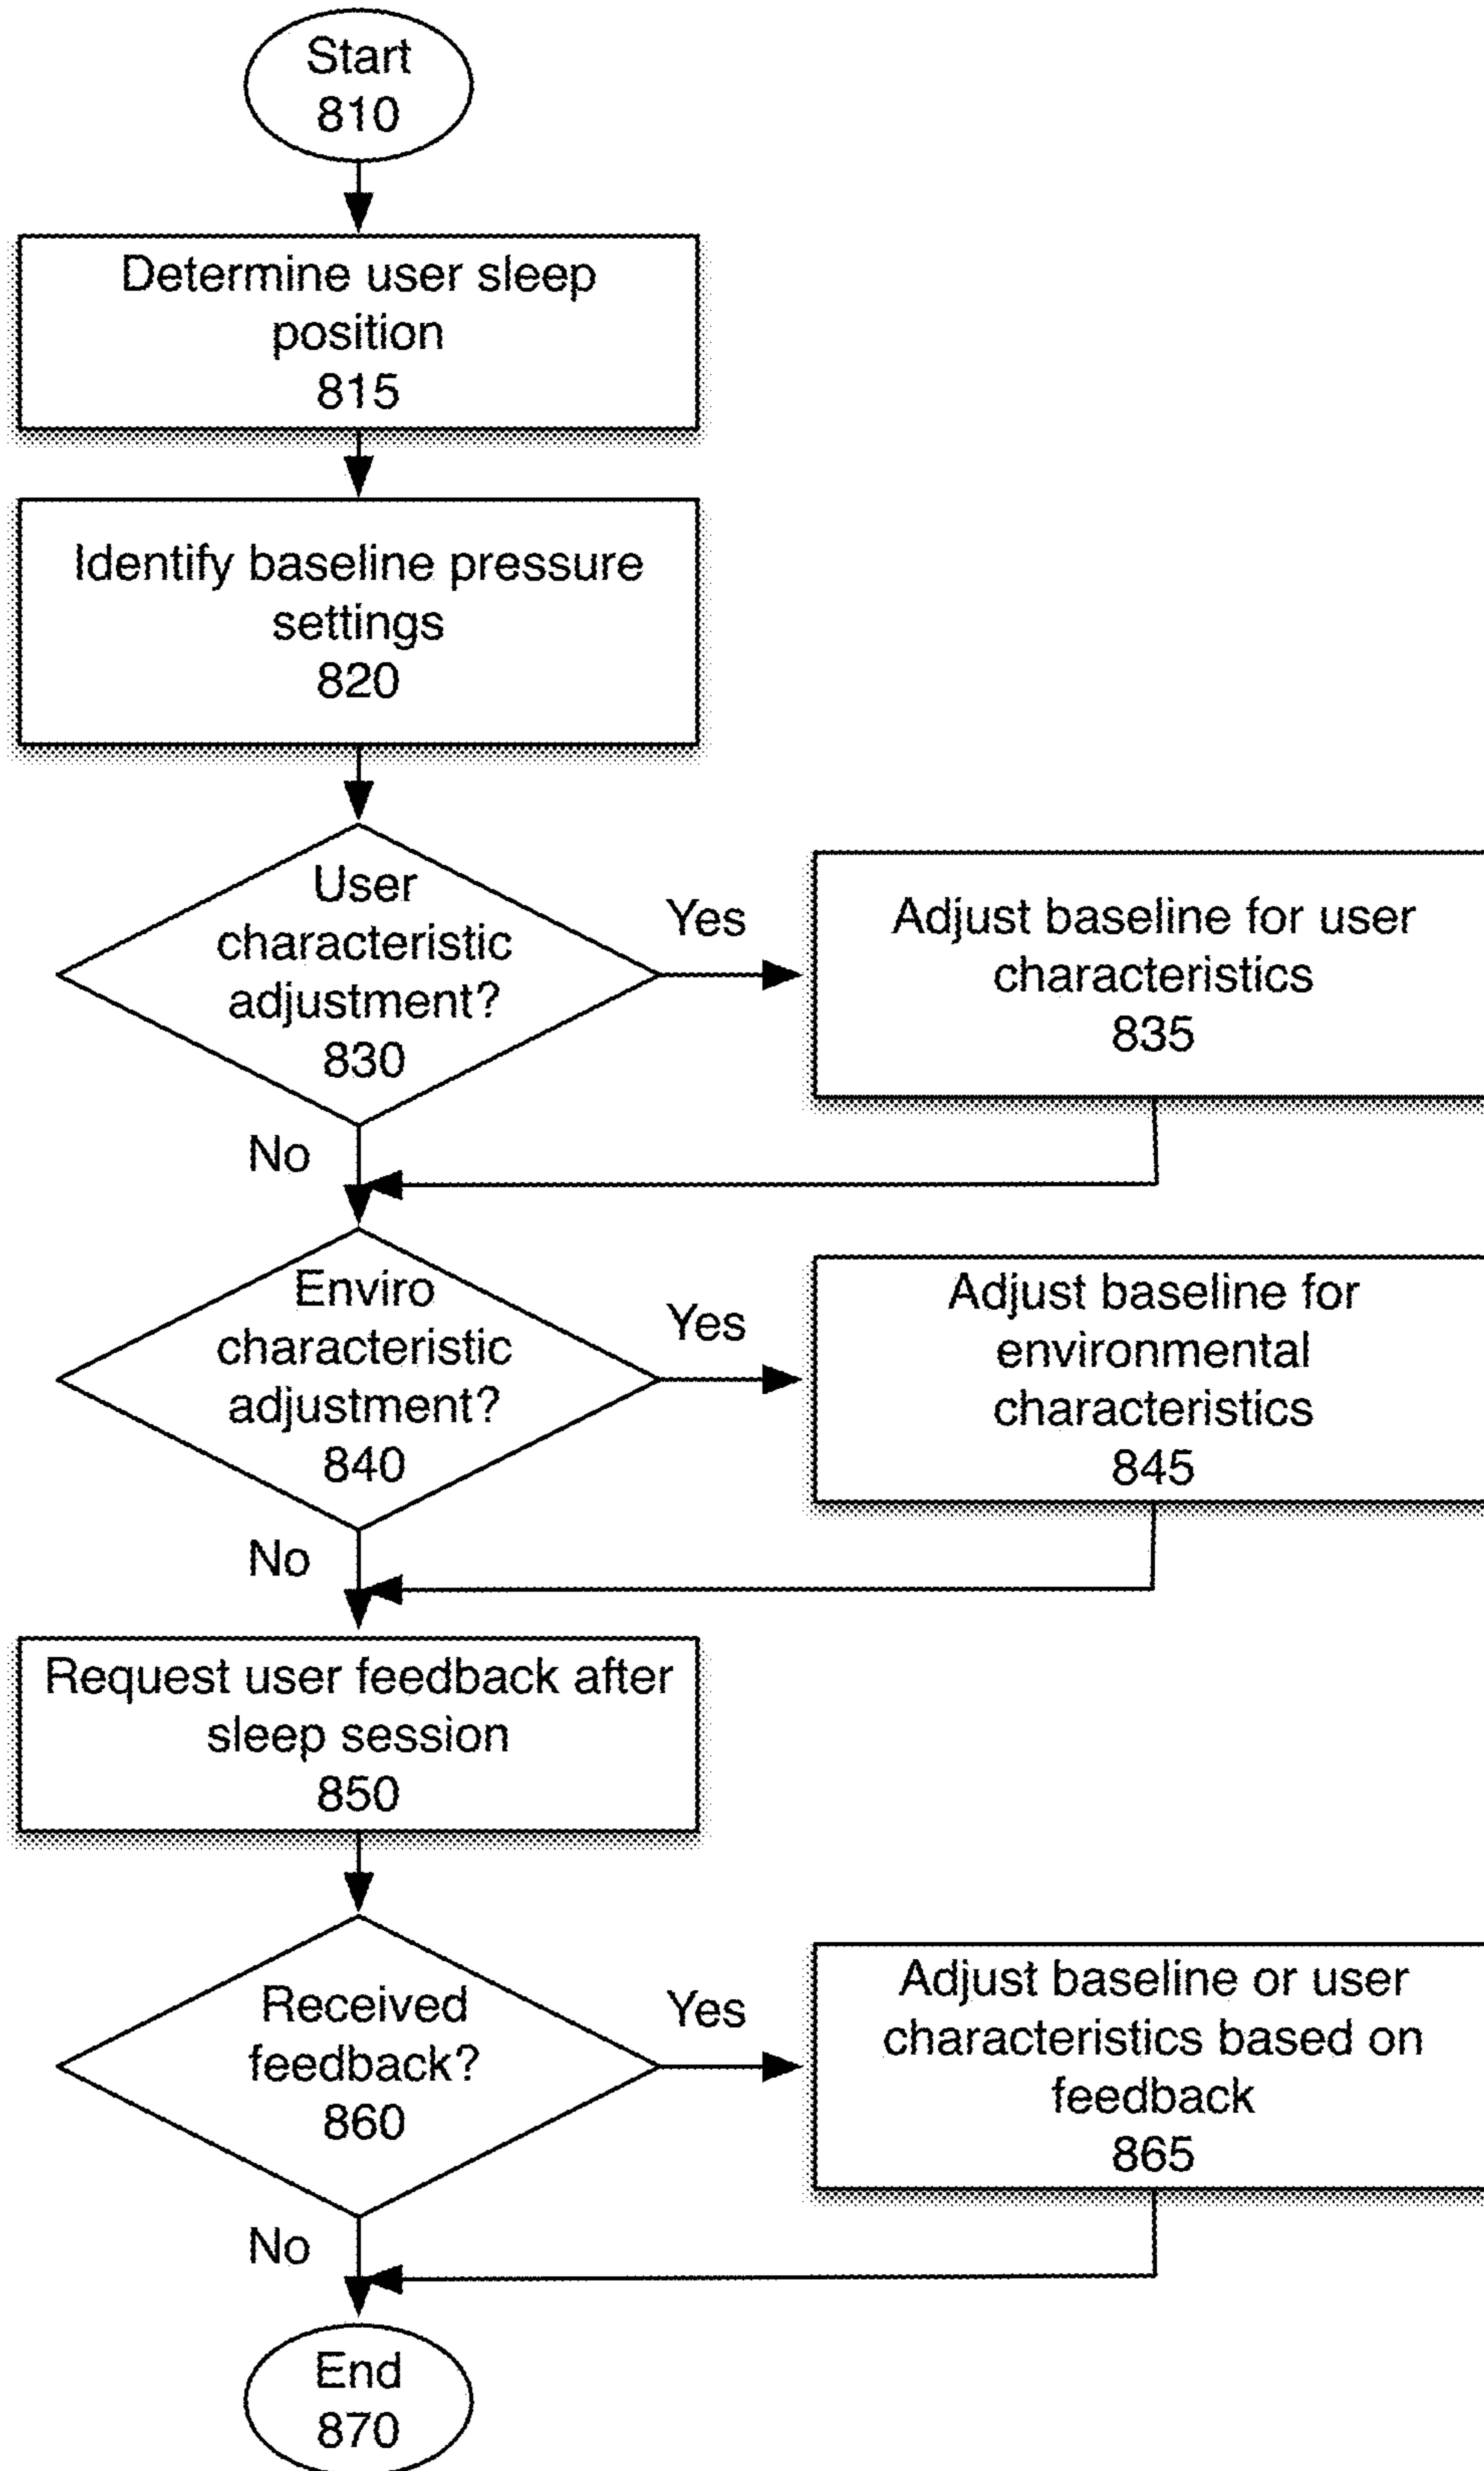 Start
810
Determine user sleep
position
815
Identify baseline pressure
settings
820
User
characteristic
adjustment?
830
Yes
Adjust baseline for user
characteristics
835
No
Enviro
characteristic
adjustment?
840
Yes
Adjust baseline for
environmental
characteristics
845
No
Request user feedback after
sleep session
850
Received
feedback?
860
Yes
Adjust baseline or user
characteristics based on
feedback
865
No
End
870